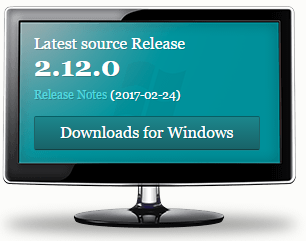 Latest source Release
2.12.0
Release Notes (2017-02-24)
Downloads for Windows